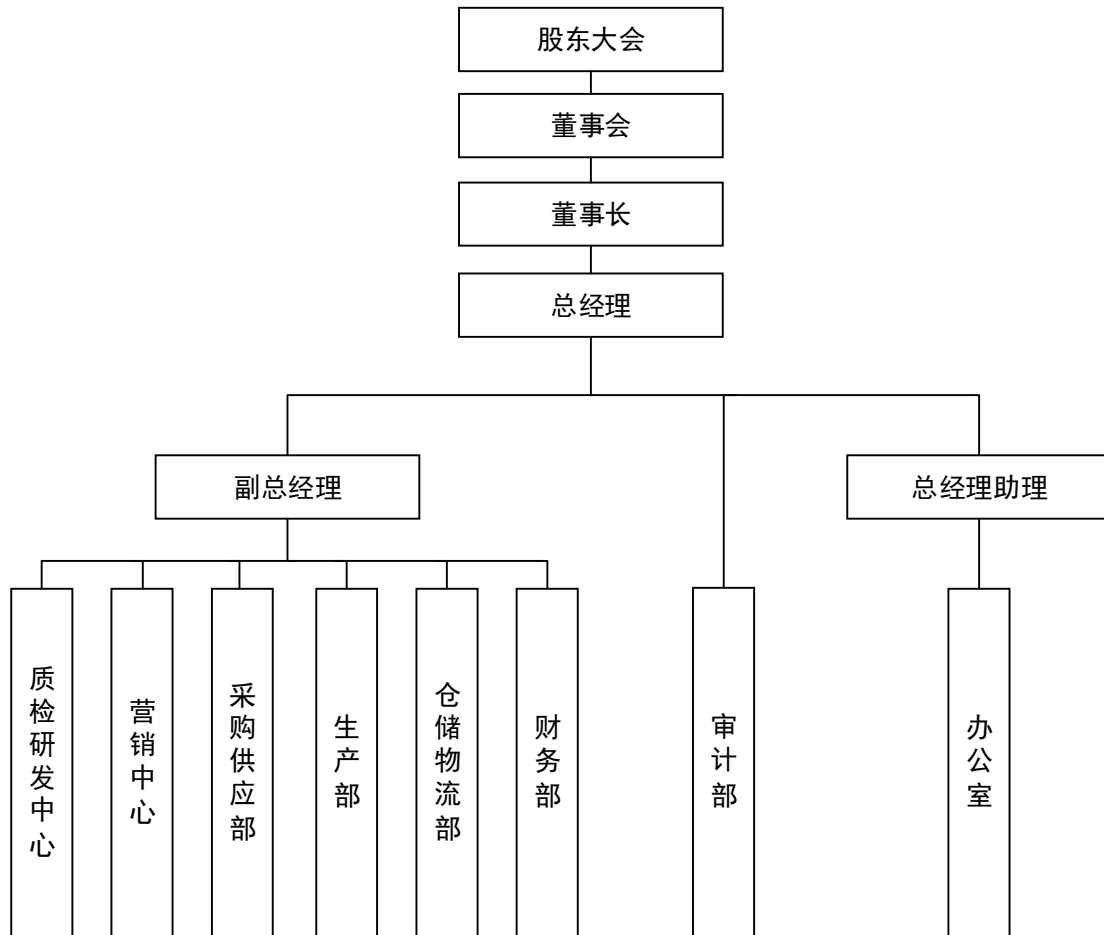 股东大会
董事会
董事长
总经理
副总经理
总经理助理
质检研发中心
营销中心
采购供应部
生产部
仓储物流部
财务部
审计部
办公室